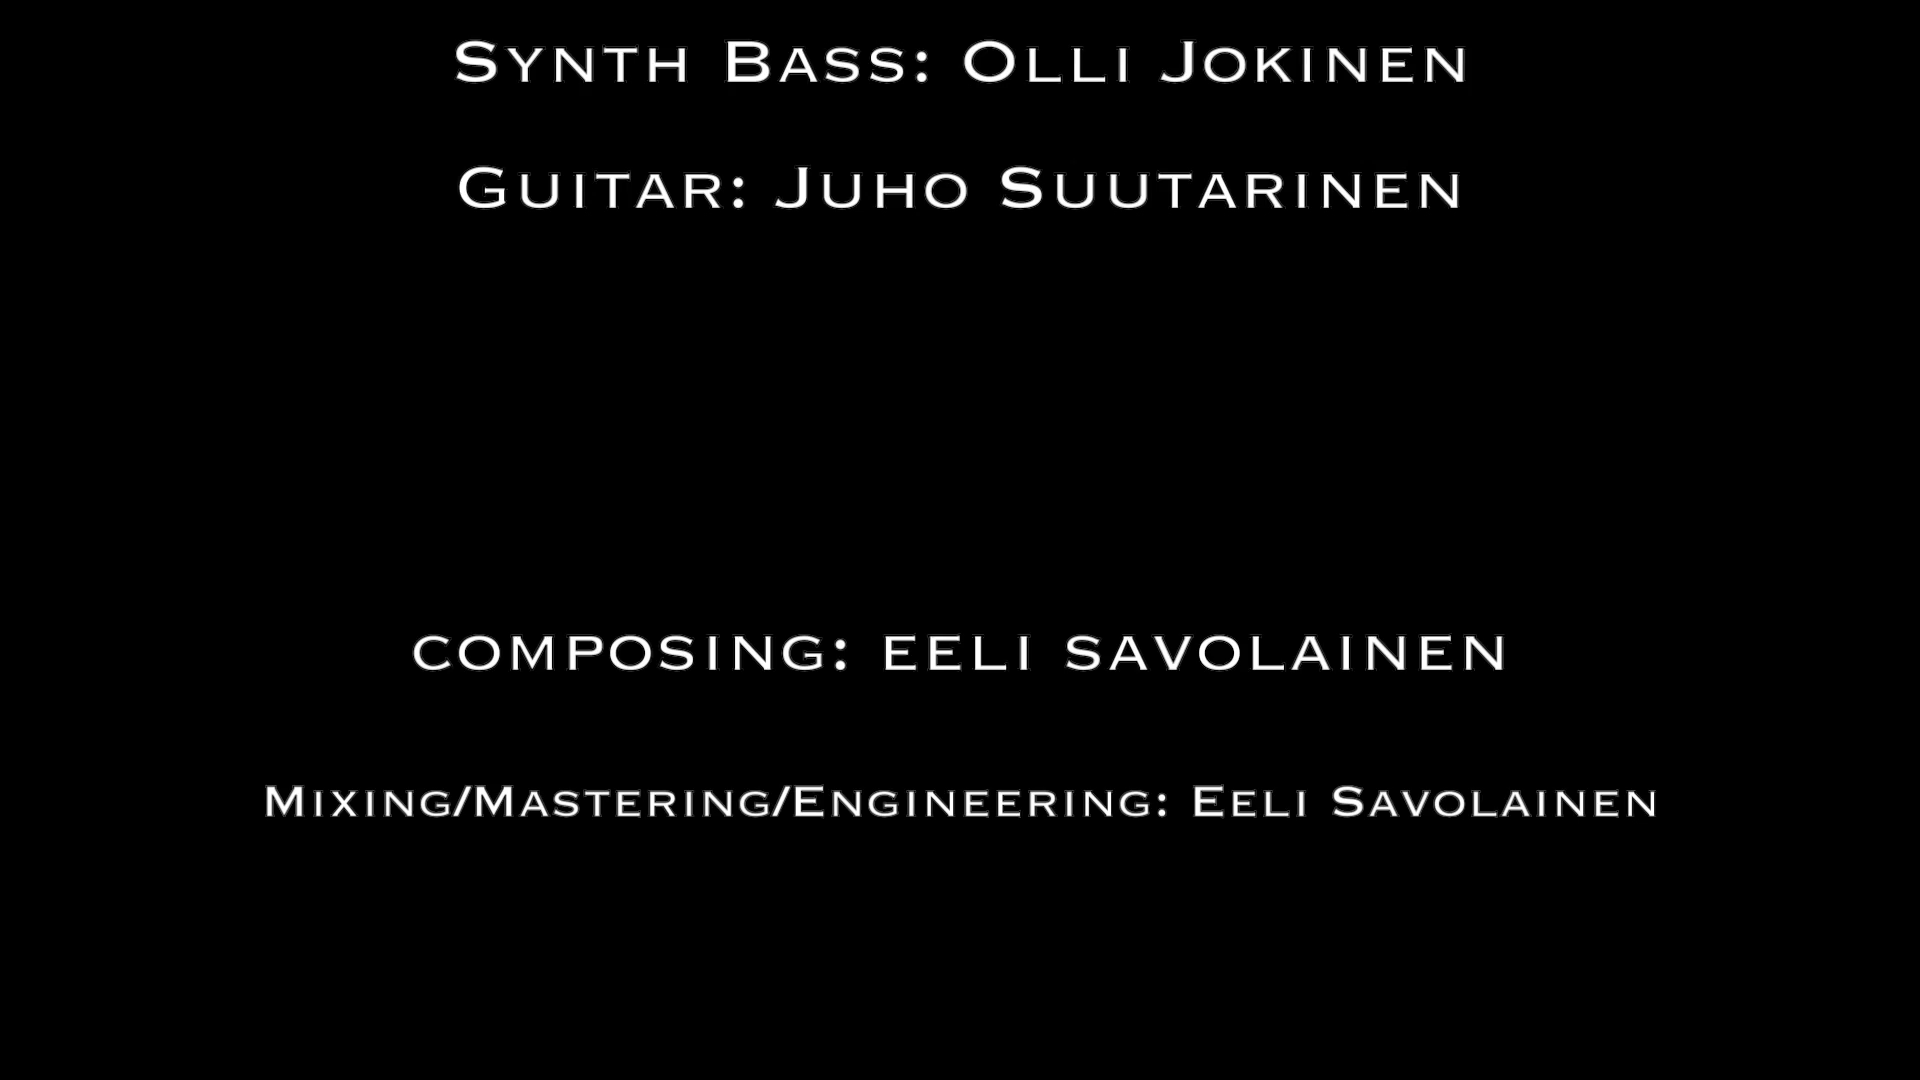 Synth Bass: Olli Jokinen
Guitar: Juho Suutarinen
composing: eeli savolainen
Mixing/Mastering/Engineering: Eeli Savolainen